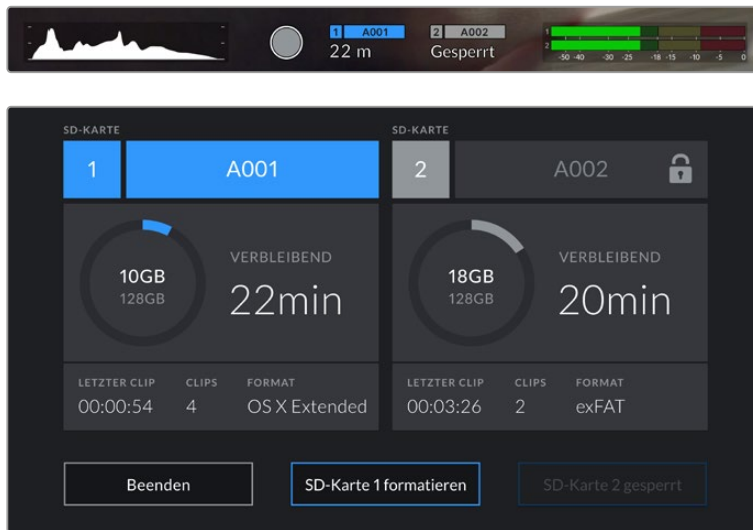 1 A001
22 m
2 A002
Gesperrt
1
2
-50 -40 -30 -25 -18 -15 -10 -5 0
SD-KARTE
1 A001
10GB
128GB
VERBLEIBEND
22min
LETZTER CLIP CLIPS FORMAT
00:00:54 4 OS X Extended
SD-KARTE
2 A002
18GB
128GB
VERBLEIBEND
20min
LETZTER CLIP CLIPS FORMAT
00:03:26 2 exFAT
Beenden
SD-Karte 1 formatieren
SD-Karte 2 gesperrt